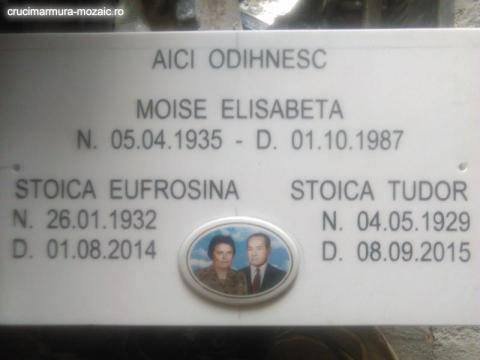 crucimarmura-mozaic.ro
AICI ODIHNESC
MOISE ELISABETA
N. 05.04.1935 - D. 01.10.1987
STOICA EUFROSINA
N. 26.01.1932
D. 01.08.2014
STOICA TUDOR
N. 04.05.1929
D. 08.09.2015